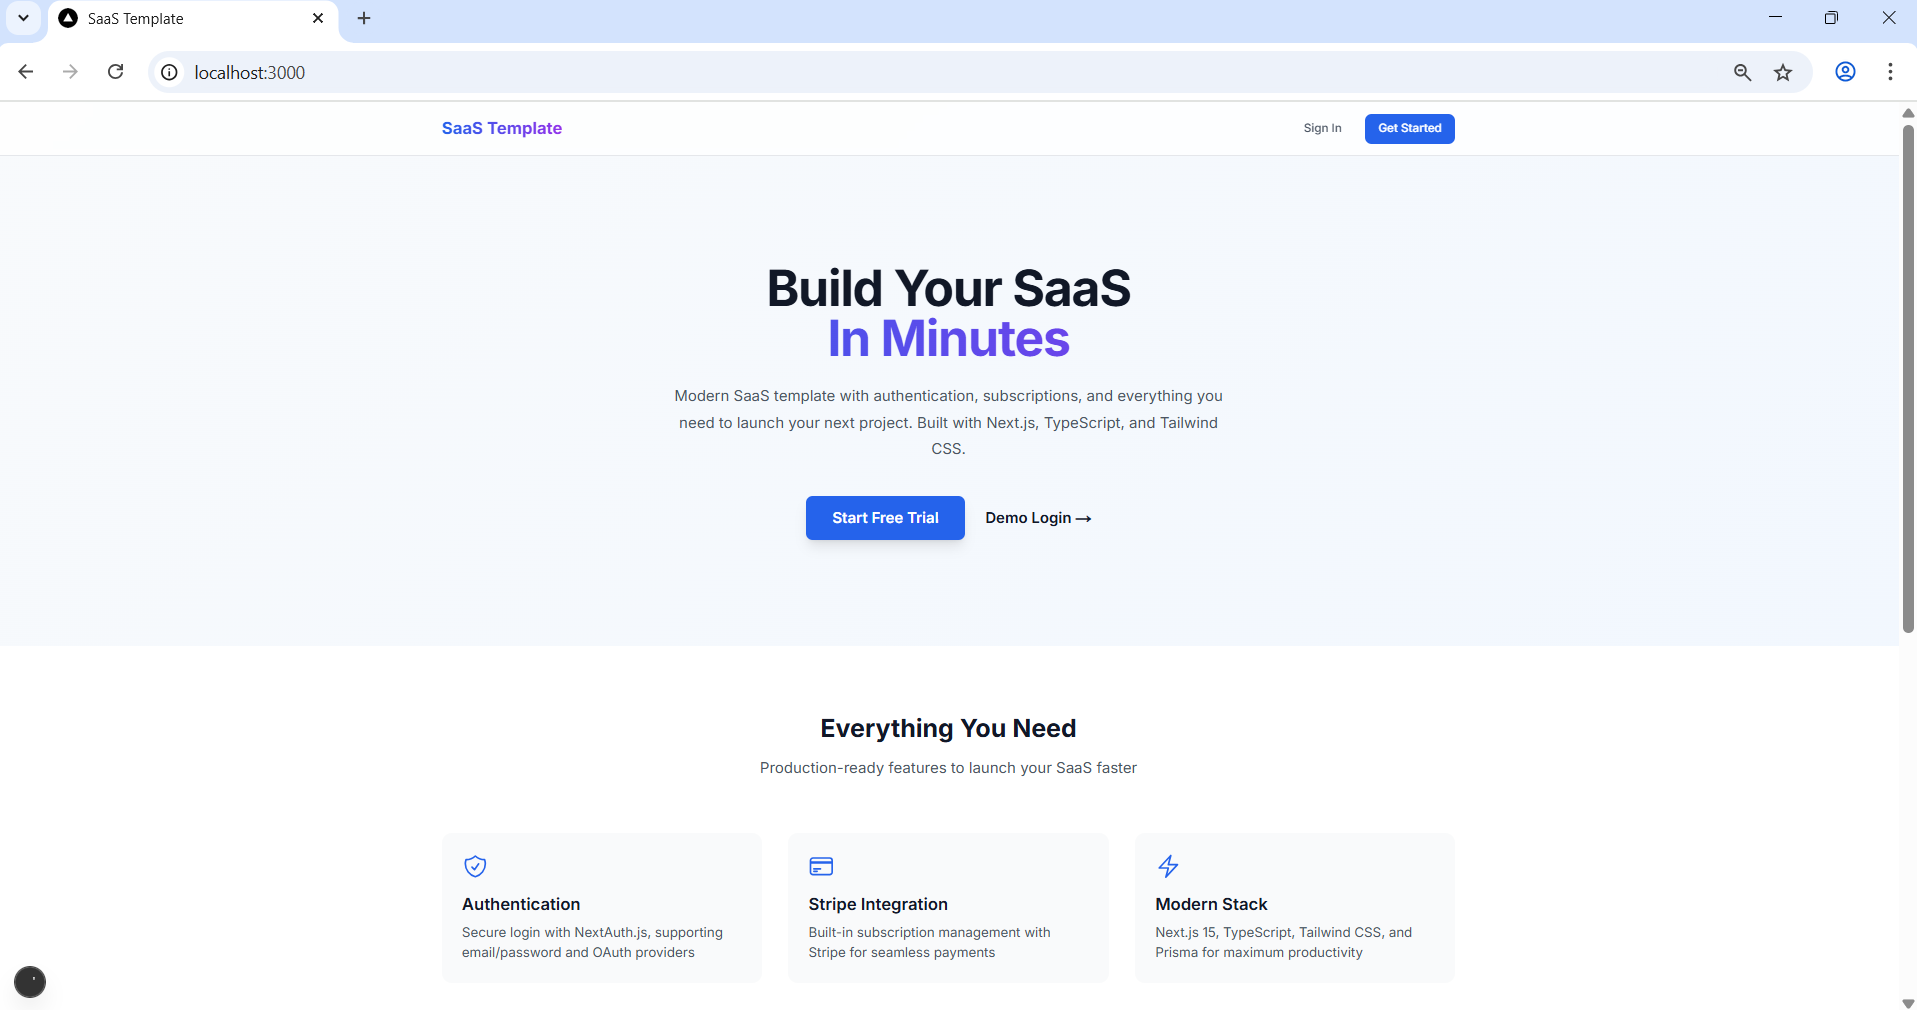 SaaS Template
localhost:3000
SaaS Template
Sign In
Get Started
Build Your SaaS
In Minutes
Modern SaaS template with authentication, subscriptions, and everything you
need to launch your next project. Built with Next.js, TypeScript, and Tailwind
CSS.
Start Free Trial
Demo Login →
Everything You Need
Production-ready features to launch your SaaS faster
Authentication
Secure login with NextAuth.js, supporting
email/password and OAuth providers
Stripe Integration
Built-in subscription management with
Stripe for seamless payments
Modern Stack
Next.js 15, TypeScript, Tailwind CSS, and
Prisma for maximum productivity